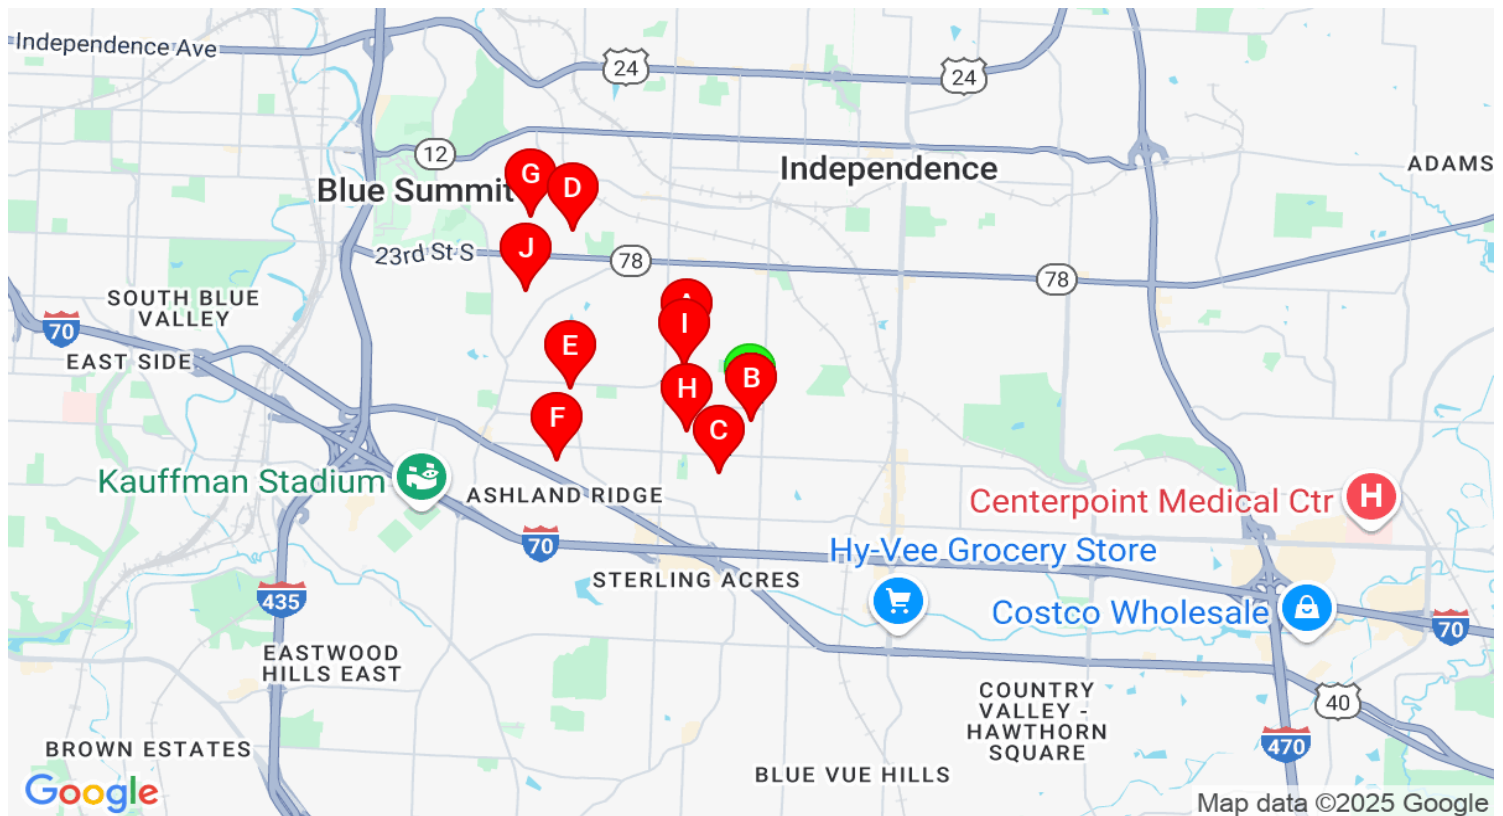 Independence Ave
24
24
12
Independence
ADAMS
Blue Summit
G
D
23rd St S
J
78
78
SOUTH BLUE
VALLEY
A
I
70
E
EAST SIDE
B
H
F
C
Kauffman Stadium
ASHLAND RIDGE
Centerpoint Medical Ctr
H
70
Hy-Vee Grocery Store
STERLING ACRES
435
Costco Wholesale
70
EASTWOOD
HILLS EAST
COUNTRY
VALLEY -
HAWTHORN
SQUARE
40
470
BROWN ESTATES
BLUE VUE HILLS
Google
Map data ©2025 Google